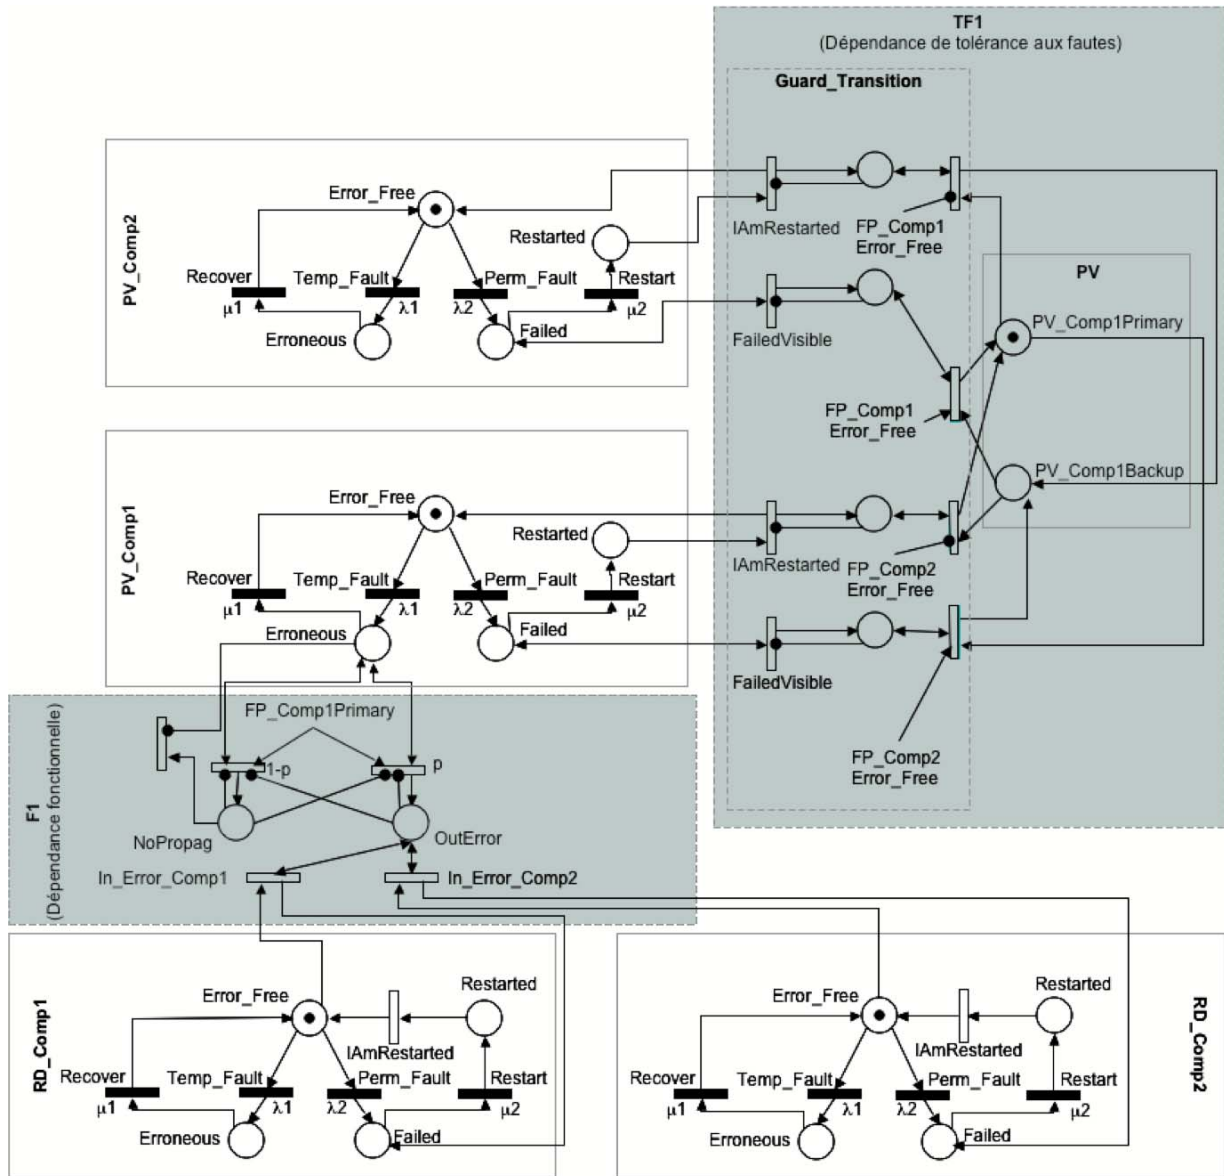 TF1
(Dépendance de tolérance aux fautes)
Guard_Transition
PV_Comp2
Error_Free
Restarted
Recover
Temp_Fault
Perm_Fault
Restart
μ1
λ1
λ2
μ2
Erroneous
Failed
IAmRestarted
FP_Comp1
Error_Free
FailedVisible
PV
PV_Comp1Primary
FP_Comp1
Error_Free
PV_Comp1Backup
PV_Comp1
Error_Free
Restarted
Recover
Temp_Fault
Perm_Fault
Restart
μ1
λ1
λ2
μ2
Erroneous
Failed
IAmRestarted
FP_Comp2
Error_Free
FailedVisible
FP_Comp2
Error_Free
F1
(Dépendance fonctionnelle)
FP_Comp1Primary
1-p
p
NoPropag
OutError
In_Error_Comp1
In_Error_Comp2
RD_Comp1
Error_Free
Restarted
IAmRestarted
Recover
Temp_Fault
Perm_Fault
Restart
μ1
λ1
λ2
μ2
Erroneous
Failed
RD_Comp2
Error_Free
Restarted
IAmRestarted
Recover
Temp_Fault
Perm_Fault
Restart
μ1
λ1
λ2
μ2
Erroneous
Failed